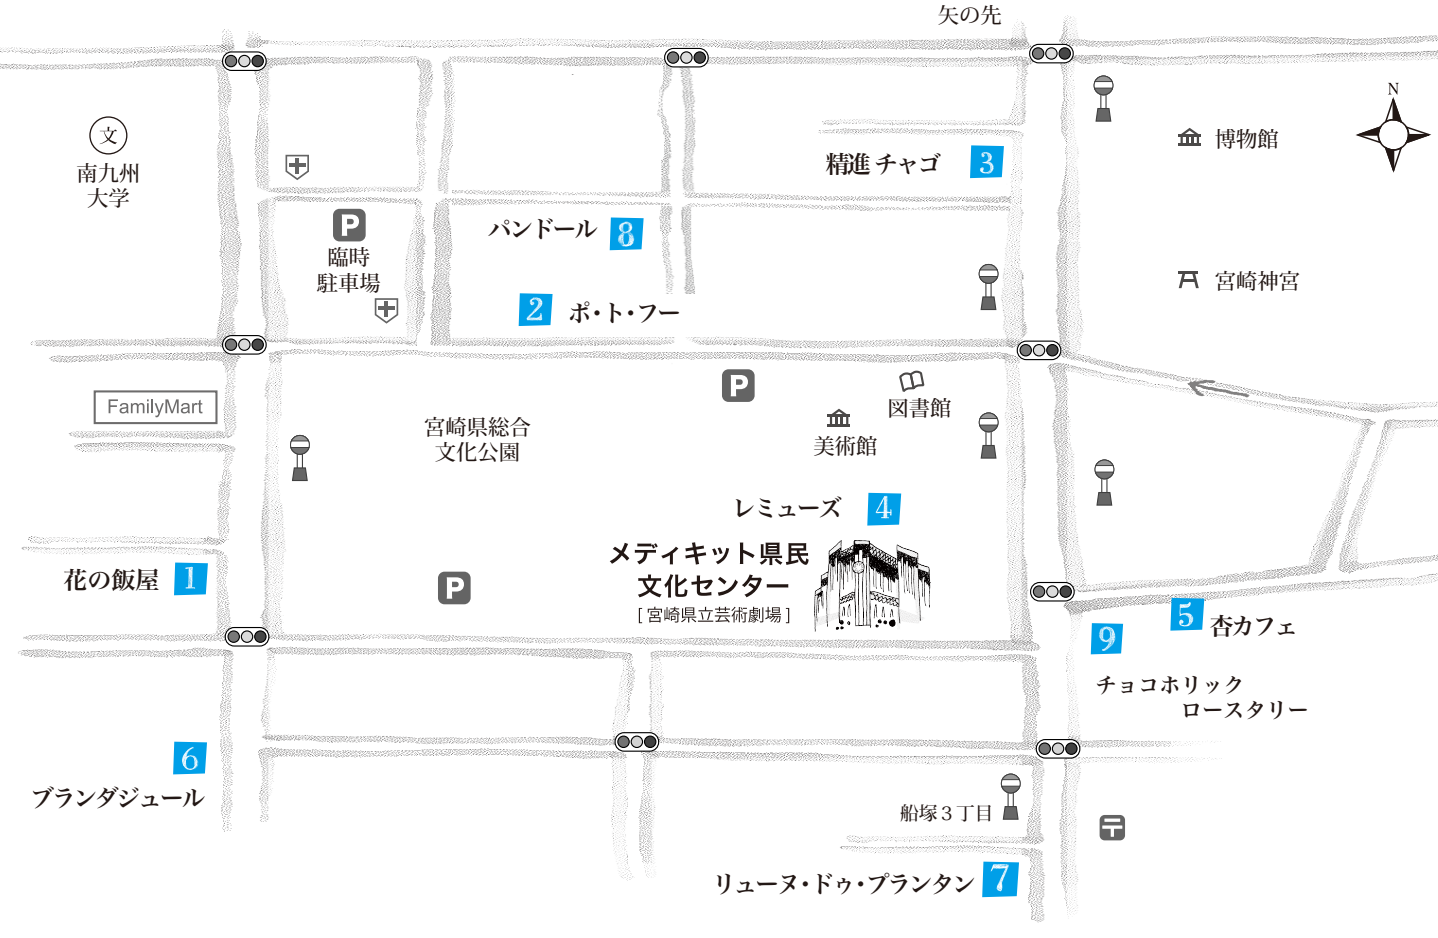 矢の先
N
文
南九州
大学
博物館
精進 チャゴ
3
P
臨時
駐車場
パンドール
8
宮崎神宮
2
ポ・ト・フー
P
図書館
美術館
FamilyMart
宮崎県総合
文化公園
レミューズ
4
メディキット県民
文化センター
[ 宮崎県立芸術劇場 ]
P
花の飯屋
1
5
杏カフェ
9
チョコホリック
ロースタリー
6
ブランダジュール
船塚３丁目
〒
リューヌ・ドゥ・プランタン
7